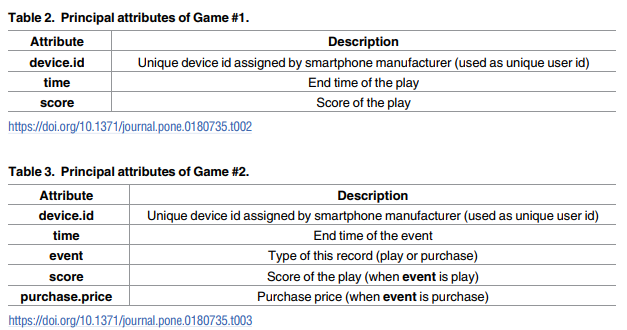 Table 2. Principal attributes of Game #1.
Attribute Description
device.id Unique device id assigned by smartphone manufacturer (used as unique user id)
time End time of the play
score Score of the play
https://doi.org/10.1371/journal.pone.0180735.t002
Table 3. Principal attributes of Game #2.
Attribute Description
device.id Unique device id assigned by smartphone manufacturer (used as unique user id)
time End time of the event
event Type of this record (play or purchase)
score Score of the play (when event is play)
purchase.price Purchase price (when event is purchase)
https://doi.org/10.1371/journal.pone.0180735.t003